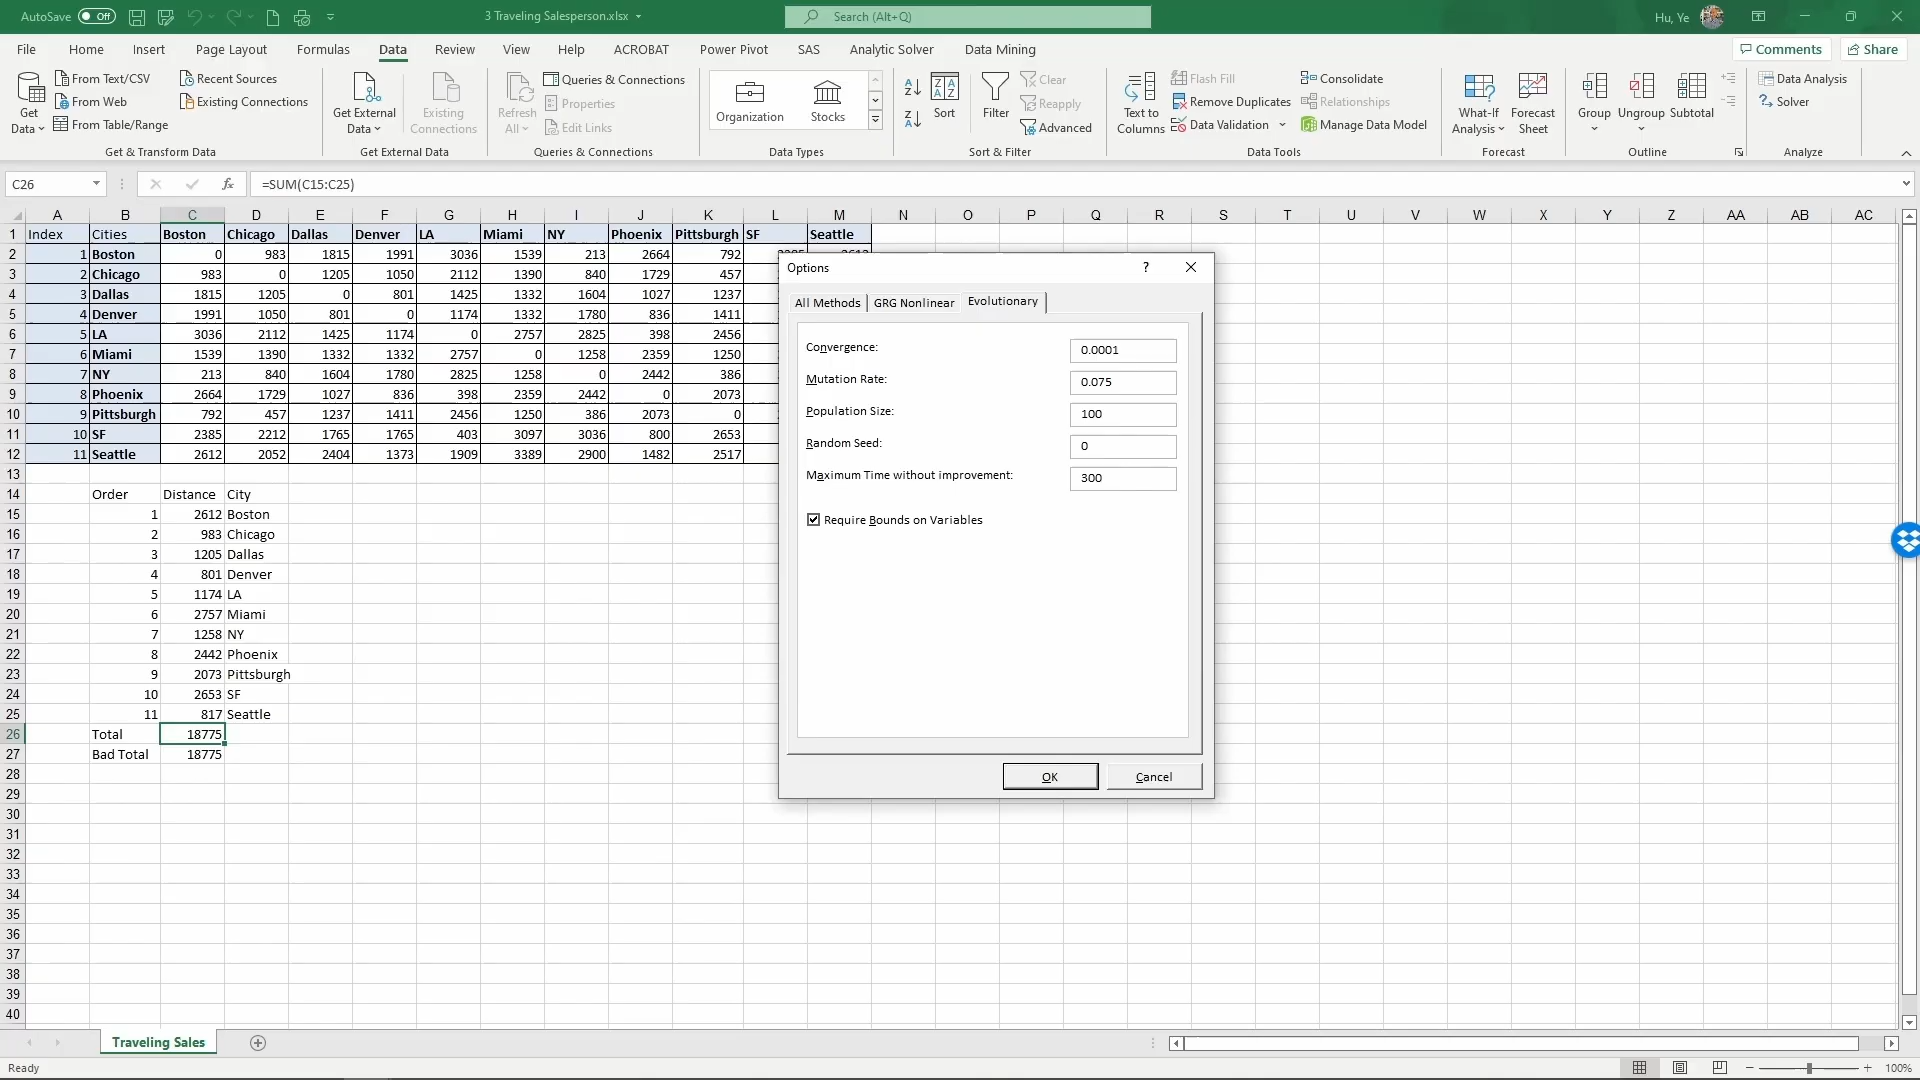 AutoSave Off 3 Traveling Salesperson.xlsx Search (Alt+Q) Hu, Ye
File Home Insert Page Layout Formulas Data Review View Help ACROBAT Power Pivot SAS Analytic Solver Data Mining Comments Share
From Text/CSV Recent Sources Queries & Connections Clear Flash Fill Consolidate Data Analysis
From Web Existing Connections Properties Reapply Remove Duplicates Relationships Solver
From Table/Range Edit Links Advanced Data Validation Manage Data Model
Get Data Get External Data Existing Connections Refresh All Organization Stocks Sort Filter Text to Columns What-If Analysis Forecast Sheet Group Ungroup Subtotal
Get & Transform Data Get External Data Queries & Connections Data Types Sort & Filter Data Tools Forecast Outline Analyze
C26 fx =SUM(C15:C25)
A B C D E F G H I J K L M N O P Q R S T U V W X Y Z AA AB AC
1 Index Cities Boston Chicago Dallas Denver LA Miami NY Phoenix Pittsburgh SF Seattle
2 1 Boston 0 983 1815 1991 3036 1539 213 2664 792
3 2 Chicago 983 0 1205 1050 2112 1390 840 1729 457
4 3 Dallas 1815 1205 0 801 1425 1332 1604 1027 1237
5 4 Denver 1991 1050 801 0 1174 1332 1780 836 1411
6 5 LA 3036 2112 1425 1174 0 2757 2825 398 2456
7 6 Miami 1539 1390 1332 1332 2757 0 1258 2359 1250
8 7 NY 213 840 1604 1780 2825 1258 0 2442 386
9 8 Phoenix 2664 1729 1027 836 398 2359 2442 0 2073
10 9 Pittsburgh 792 457 1237 1411 2456 1250 386 2073 0
11 10 SF 2385 2212 1765 1765 403 3097 3036 800 2653
12 11 Seattle 2612 2052 2404 1373 1909 3389 2900 1482 2517
13
14 Order Distance City
15 1 2612 Boston
16 2 983 Chicago
17 3 1205 Dallas
18 4 801 Denver
19 5 1174 LA
20 6 2757 Miami
21 7 1258 NY
22 8 2442 Phoenix
23 9 2073 Pittsburgh
24 10 2653 SF
25 11 817 Seattle
26 Total 18775
27 Bad Total 18775
28
29
30
31
32
33
34
35
36
37
38
39
40
Options ?
All Methods GRG Nonlinear Evolutionary
Convergence: 0.0001
Mutation Rate: 0.075
Population Size: 100
Random Seed: 0
Maximum Time without improvement: 300
Require Bounds on Variables
OK Cancel
Traveling Sales
Ready 100%